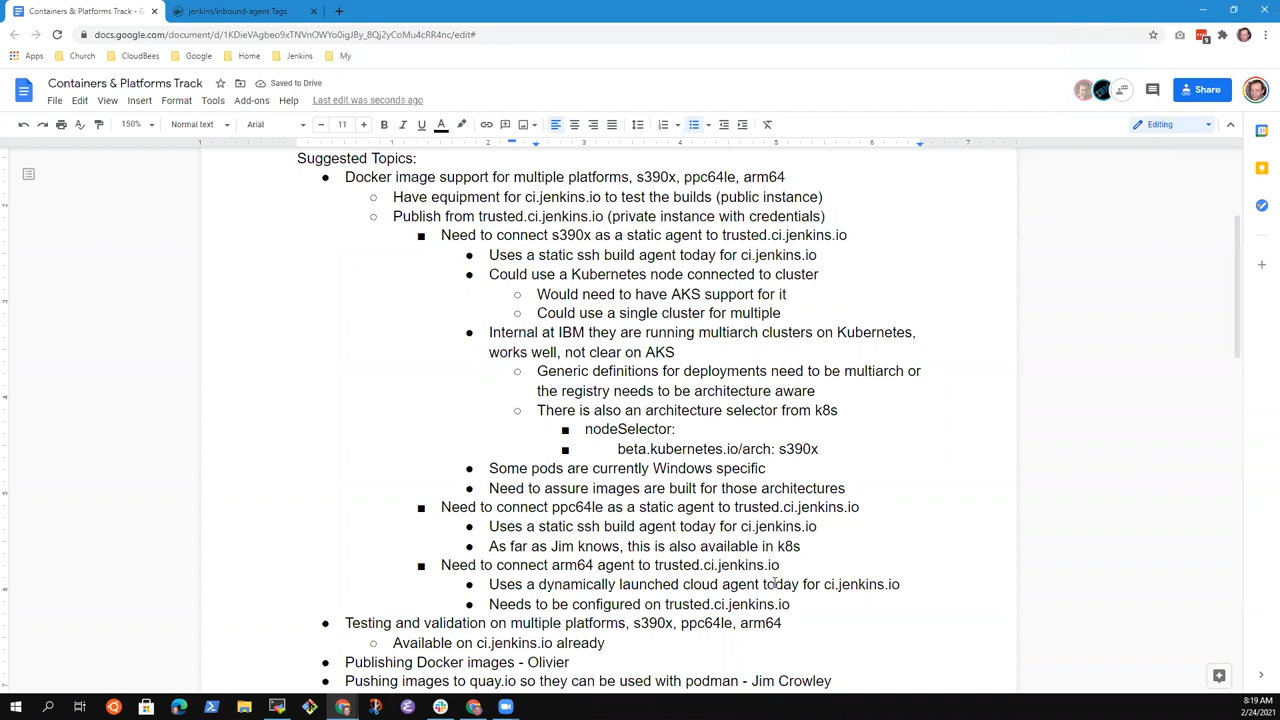 Containers & Platforms Track - G
jenkins/inbound-agent Tags
docs.google.com/document/d/1KDieVAgbeo9xTNVnOWYo0igJBy_8Qj2yCoMu4cRR4nc/edit#
9
Apps
Church
CloudBees
Google
Home
Jenkins
My
Containers & Platforms Track
Saved to Drive
File Edit View Insert Format Tools Add-ons Help Last edit was seconds ago
Share
150% Normal text Arial 11 B I U A Editing
1 1 2 3 4 5 6 7
Suggested Topics:
● Docker image support for multiple platforms, s390x, ppc64le, arm64
○ Have equipment for ci.jenkins.io to test the builds (public instance)
○ Publish from trusted.ci.jenkins.io (private instance with credentials)
■ Need to connect s390x as a static agent to trusted.ci.jenkins.io
● Uses a static ssh build agent today for ci.jenkins.io
● Could use a Kubernetes node connected to cluster
○ Would need to have AKS support for it
○ Could use a single cluster for multiple
● Internal at IBM they are running multiarch clusters on Kubernetes,
works well, not clear on AKS
○ Generic definitions for deployments need to be multiarch or
the registry needs to be architecture aware
○ There is also an architecture selector from k8s
■ nodeSelector:
■ beta.kubernetes.io/arch: s390x
● Some pods are currently Windows specific
● Need to assure images are built for those architectures
■ Need to connect ppc64le as a static agent to trusted.ci.jenkins.io
● Uses a static ssh build agent today for ci.jenkins.io
● As far as Jim knows, this is also available in k8s
■ Need to connect arm64 agent to trusted.ci.jenkins.io
● Uses a dynamically launched cloud agent today for ci.jenkins.io
● Needs to be configured on trusted.ci.jenkins.io
● Testing and validation on multiple platforms, s390x, ppc64le, arm64
○ Available on ci.jenkins.io already
● Publishing Docker images - Olivier
● Pushing images to quay.io so they can be used with podman - Jim Crowley
8:19 AM
2/24/2021